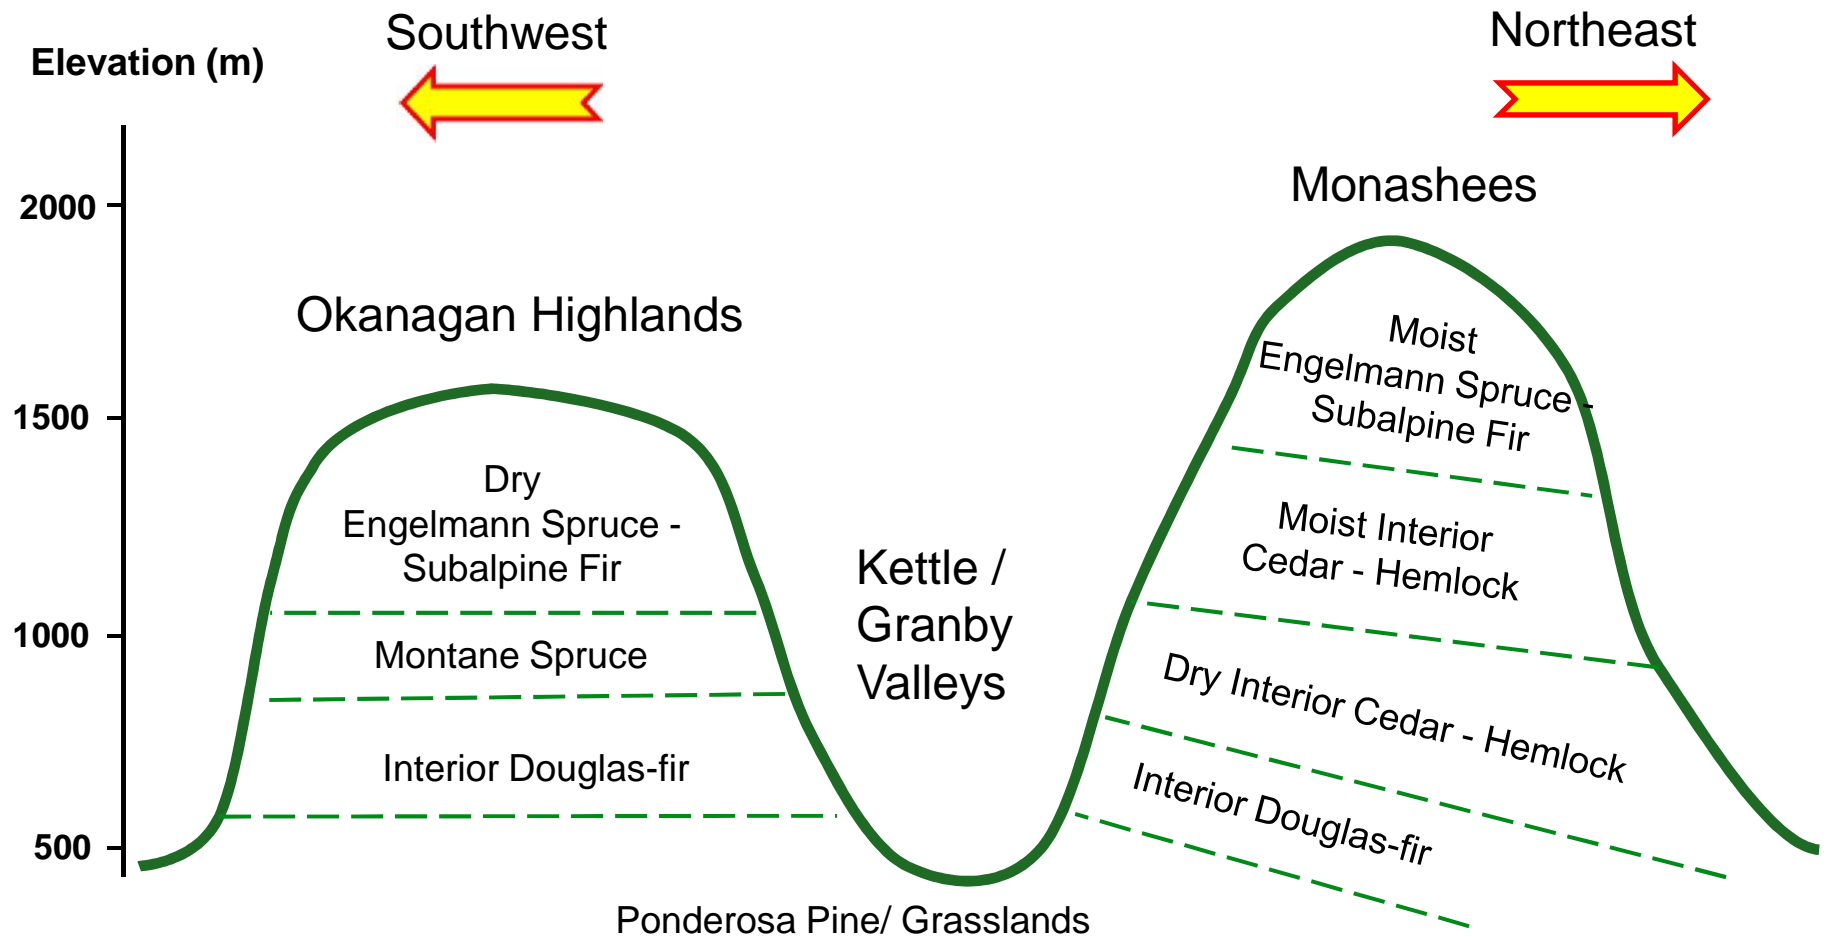 Southwest
Northeast
Elevation (m)
Monashees
2000
Okanagan Highlands
1500
1000
500
Dry
Engelmann Spruce -
Subalpine Fir
Montane Spruce
Interior Douglas-fir
Kettle /
Granby
Valleys
Moist
Engelmann Spruce -
Subalpine Fir
Moist Interior
Cedar - Hemlock
Dry Interior Cedar - Hemlock
Interior Douglas-fir
Ponderosa Pine/ Grasslands